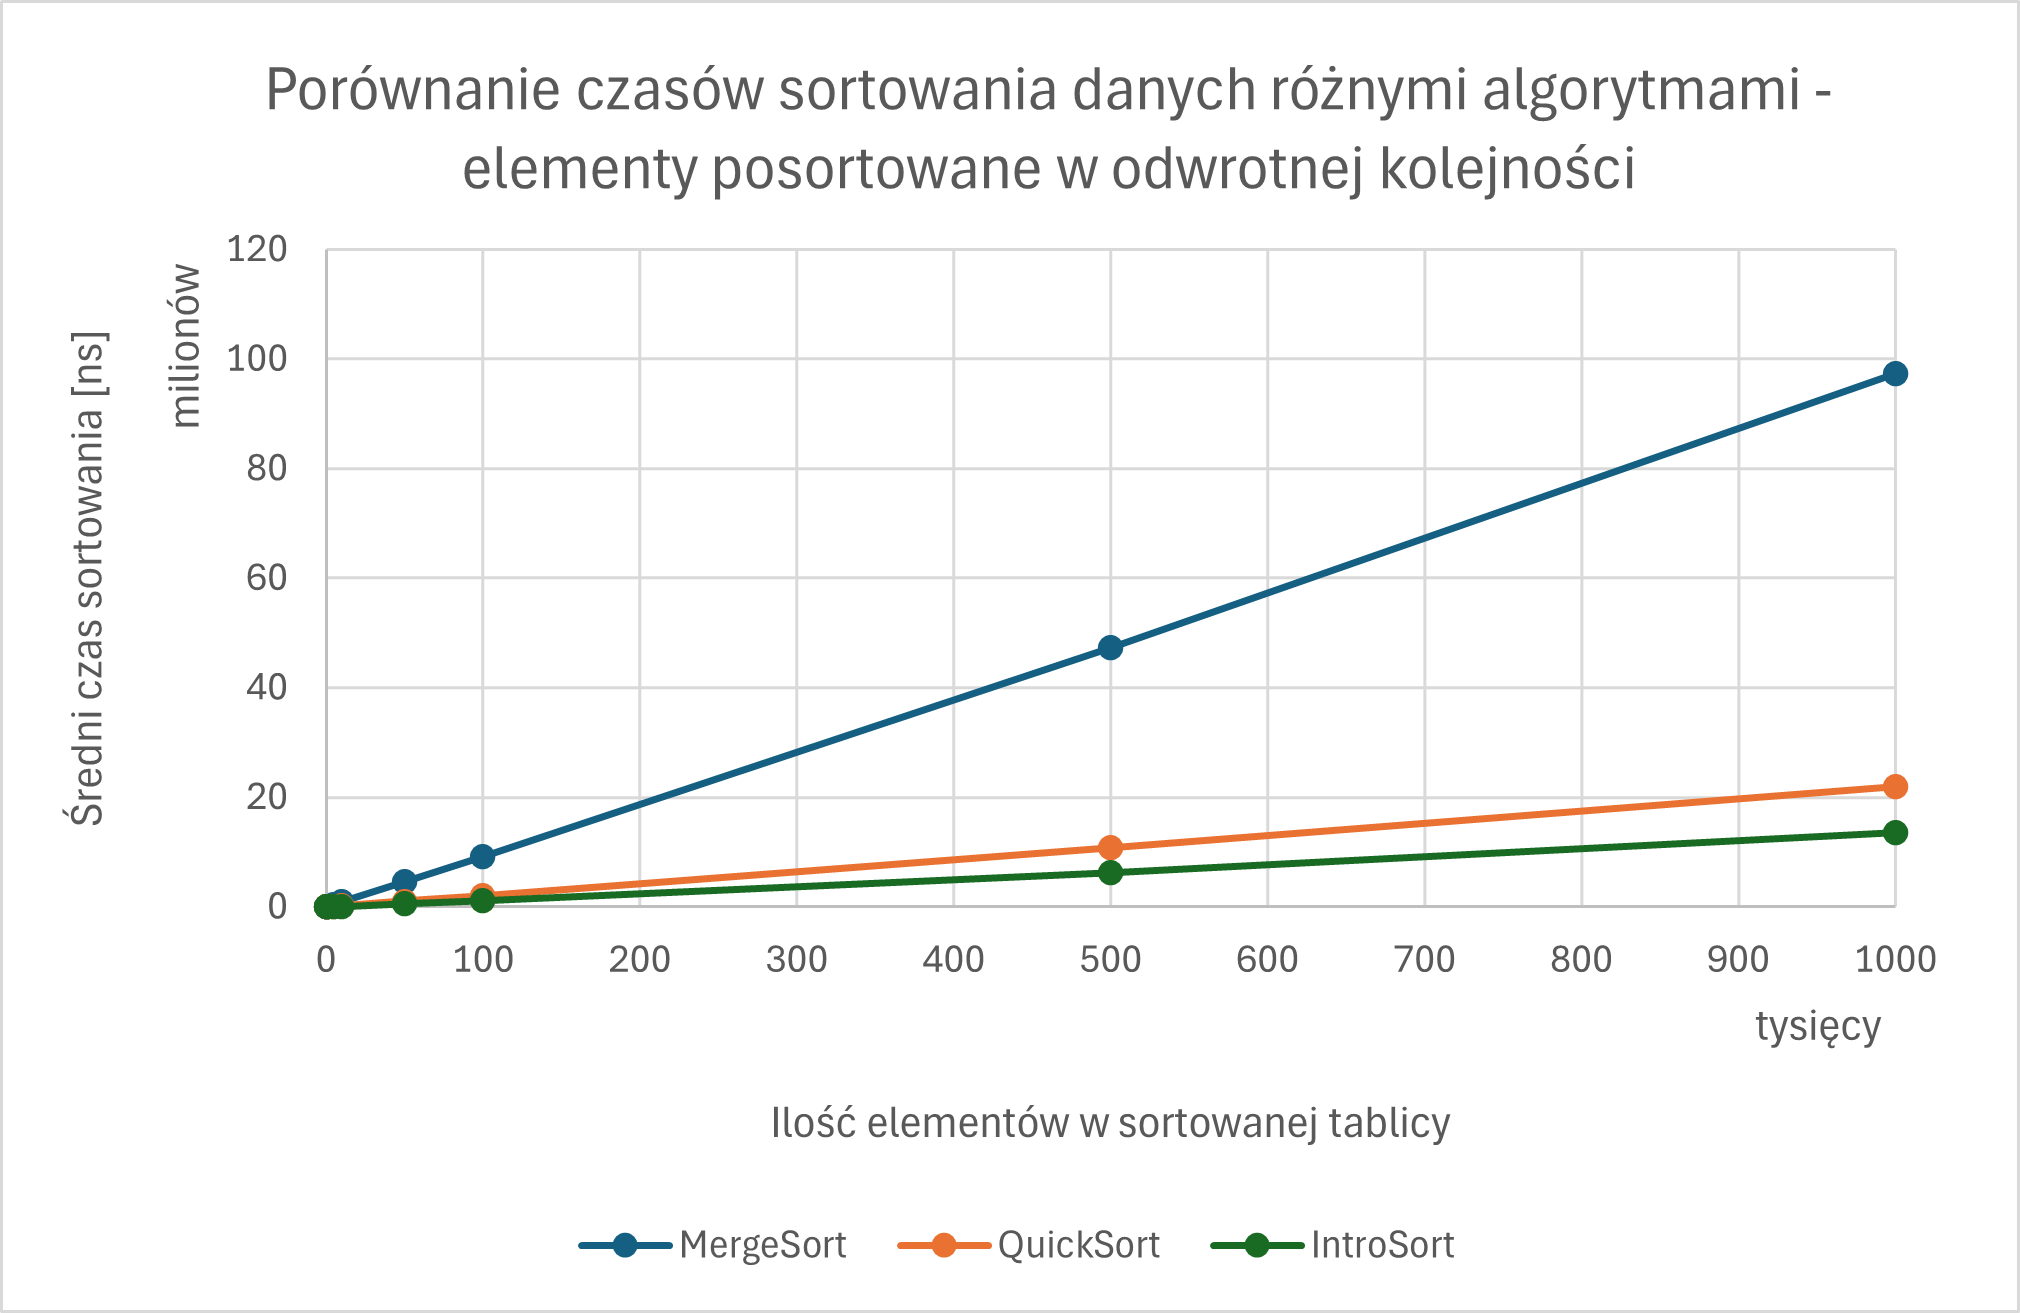 Porównanie czasów sortowania danych różnymi algorytmami -
elementy posortowane w odwrotnej kolejności
Średni czas sortowania [ns]
milionów
120
100
80
60
40
20
0
0 100 200 300 400 500 600 700 800 900 1000
tysięcy
Ilość elementów w sortowanej tablicy
MergeSort QuickSort IntroSort